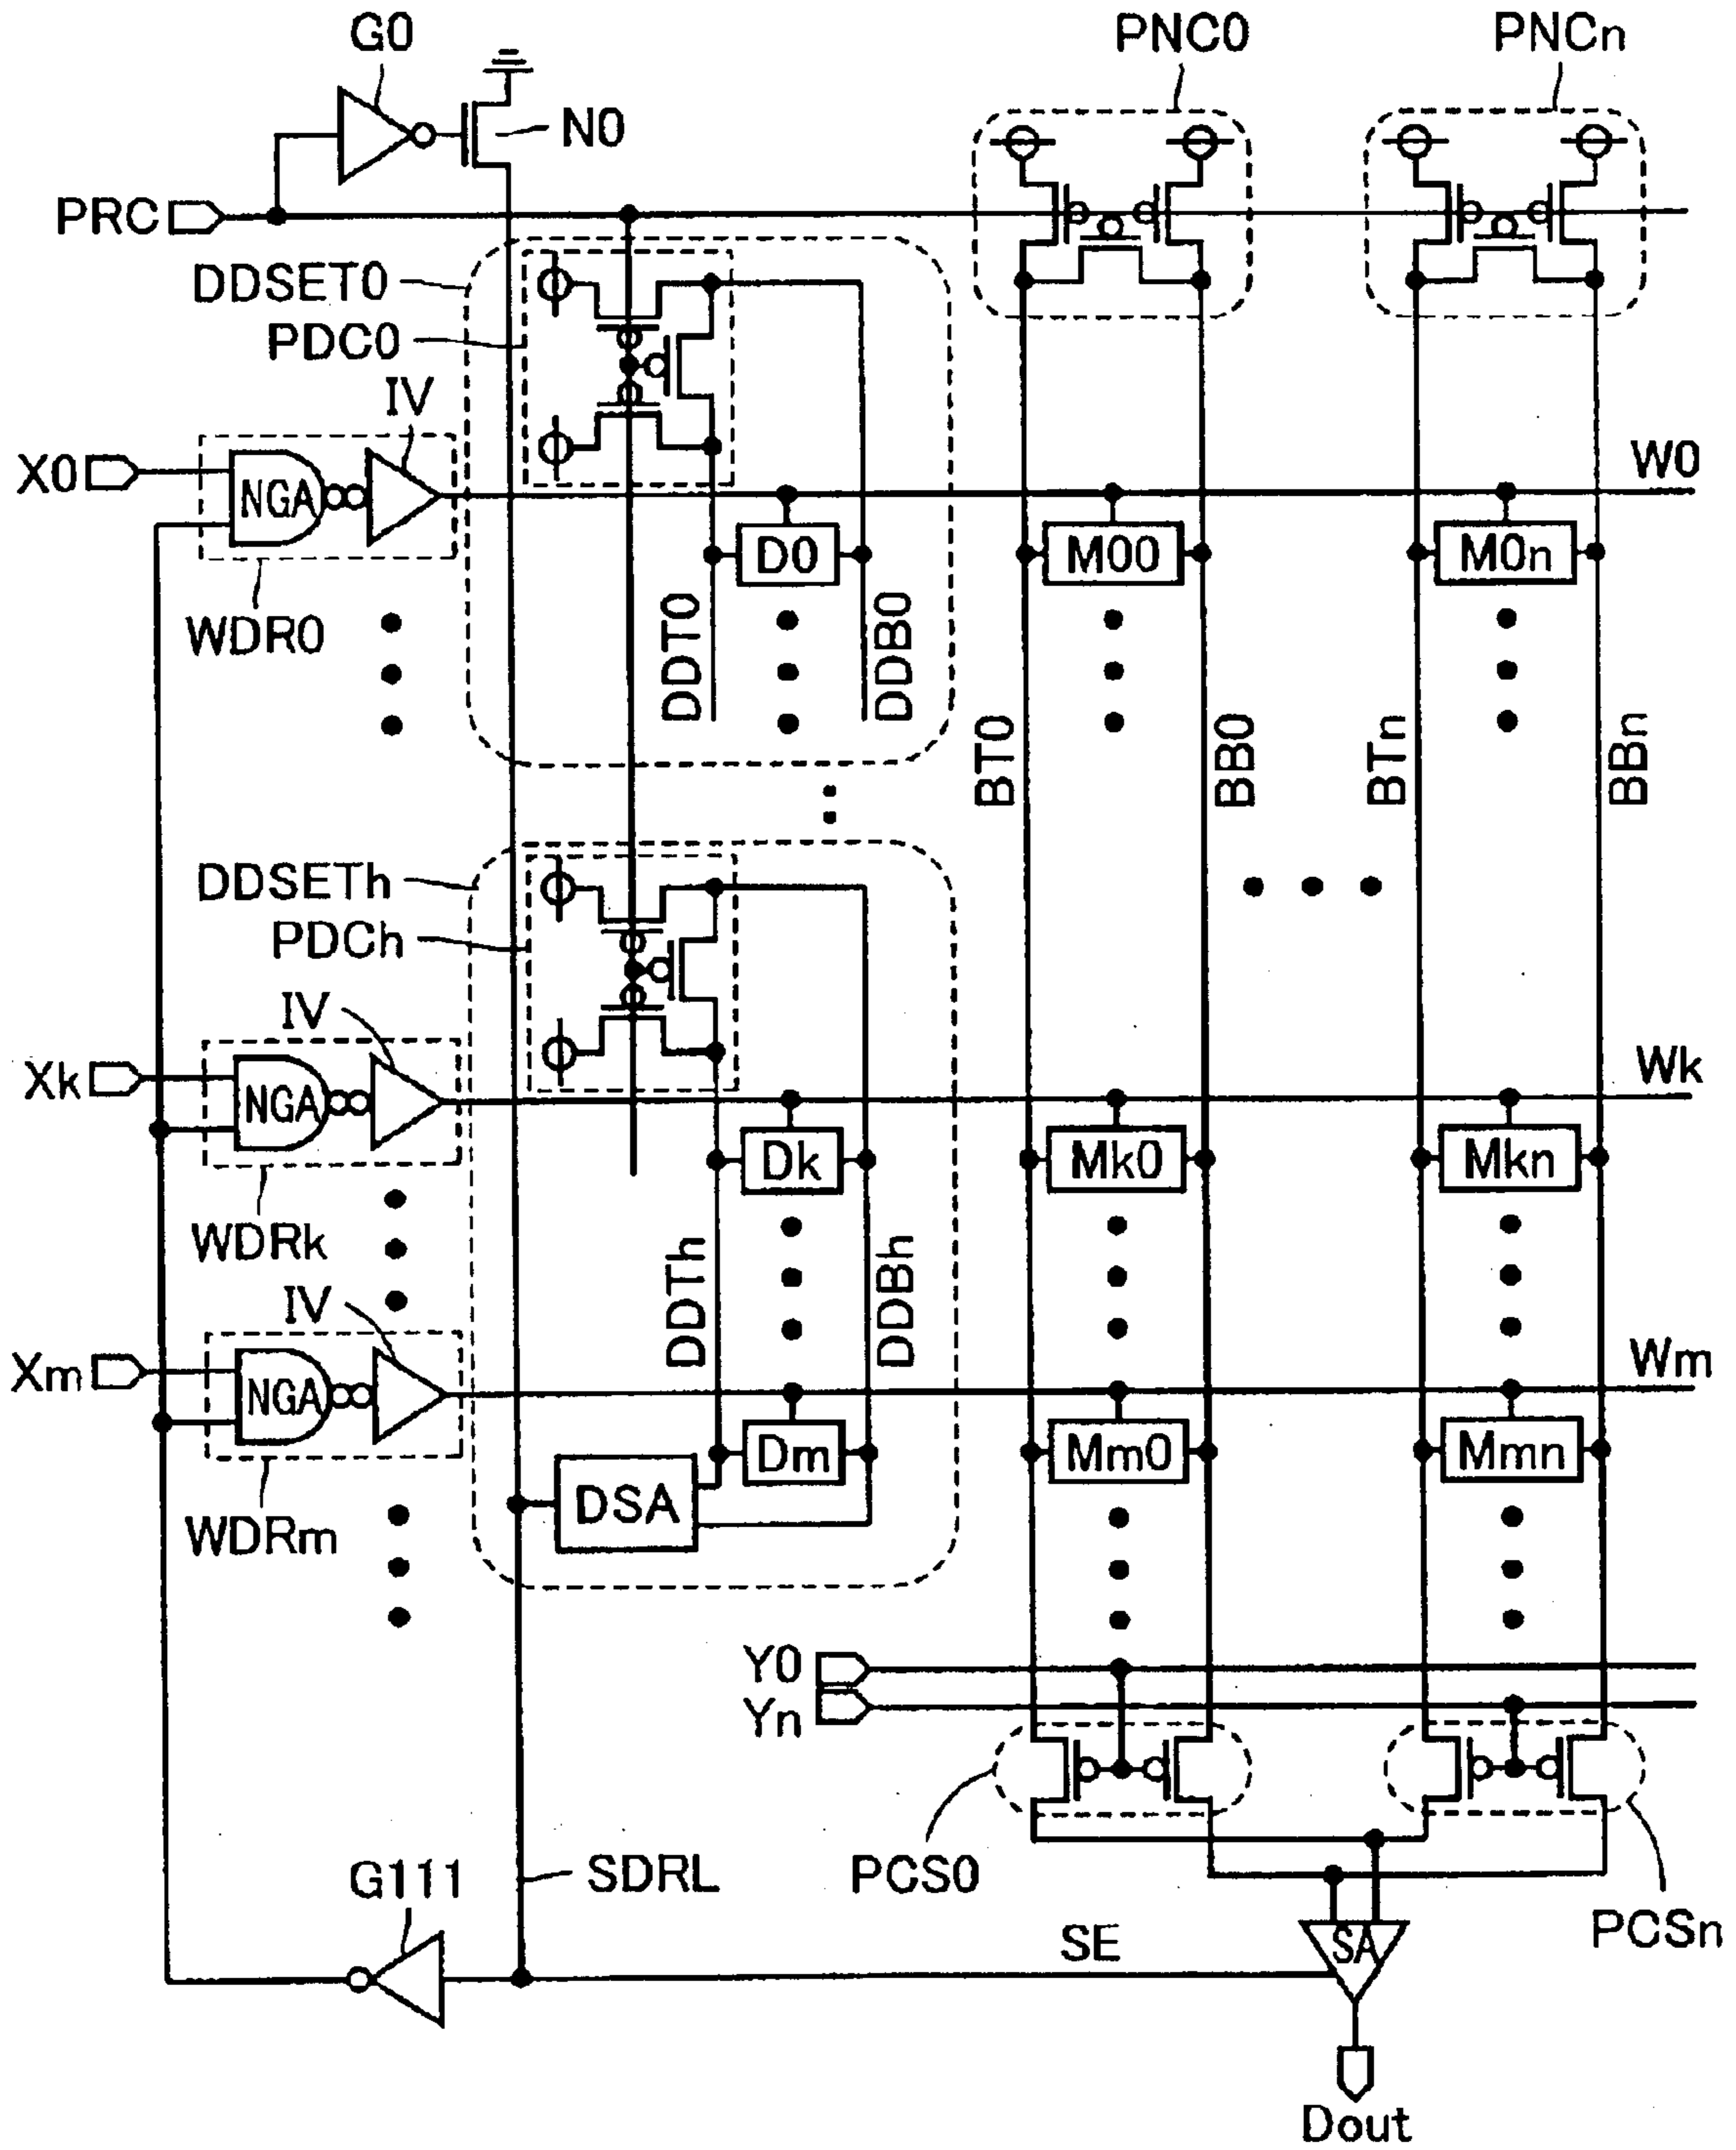 G0
PNC0
PNCn
N0
PRC
DDSET0
PDC0
IV
X0
NGA
W0
D0
M00
M0n
WDR0
DDT0
DDB0
BT0
BB0
BTn
BBn
DDSETh
PDCh
IV
Xk
NGA
Wk
Dk
Mk0
Mkn
WDRk
DDTh
DDBh
IV
Xm
NGA
Wm
Dm
Mm0
Mmn
DSA
WDRm
Y0
Yn
PCS0
PCSn
G111
SDRL
SE
SA
Dout